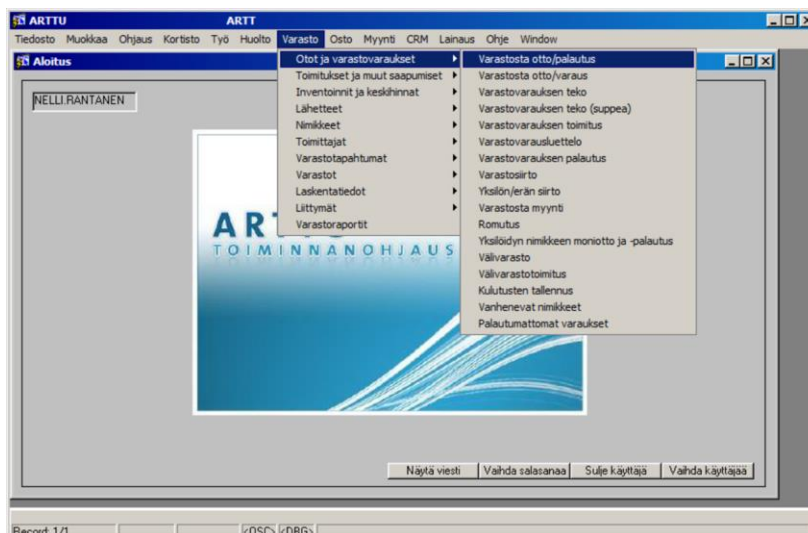 ARTTU ARTT
Tiedosto Muokkaa Ohjaus Kortisto Työ Huolto Varasto Osto Myynti CRM Lainaus Ohje Window
Aloitus
NELLI.RANTANEN
Otot ja varastovaraukset
Toimitukset ja muut saapumiset
Inventoinnit ja keskihinnat
Lähetteet
Nimikkeet
Toimittajat
Varastotapahtumat
Varastot
Laskentatiedot
Liittymät
Varastoraportit
Varastosta otto/palautus
Varastosta otto/varaus
Varastovarauksen teko
Varastovarauksen teko (suppea)
Varastovarauksen toimitus
Varastovarausluettelo
Varastovarauksen palautus
Varastosiirto
Yksilön/erän siirto
Varastosta myynti
Romutus
Yksilöidyn nimikkeen moniotto ja -palautus
Välivarasto
Välivarastotoimitus
Kulutusten tallennus
Vanhenevat nimikkeet
Palautumattomat varaukset
TOIMINNANOHJAUS
Näytä viesti Vaihda salasanaa Sulje käyttäjä Vaihda käyttäjää
Record: 1/1 <OSC> <DBG>